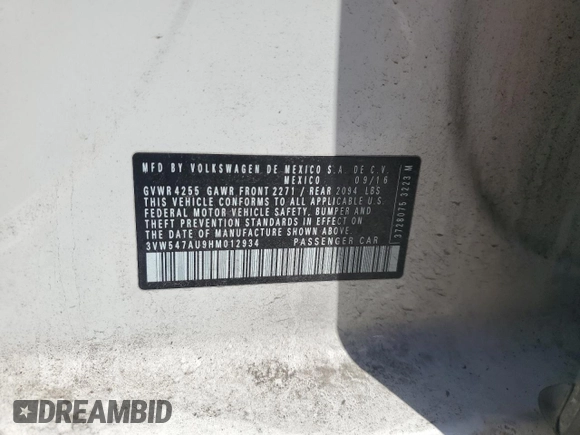 MFD BY VOLKSWAGEN DE MEXICO S.A. DE C.V.
MEXICO 09/16
GVWR 4255 GAWR FRONT 2271 / REAR 2094 LBS
THIS VEHICLE CONFORMS TO ALL APPLICABLE U.S.
FEDERAL MOTOR VEHICLE SAFETY, BUMPER AND
THEFT PREVENTION STANDARDS IN EFFECT ON
THE DATE OF MANUFACTURE SHOWN ABOVE
3VW547AU9HM012934 PASSENGER CAR
3728075 3223 M
DREAMBID